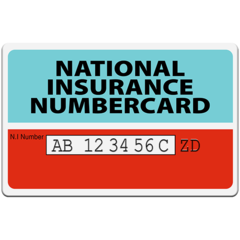 NATIONAL
INSURANCE
NUMBERCARD
N.I Number
AB 12 34 56 C ZD